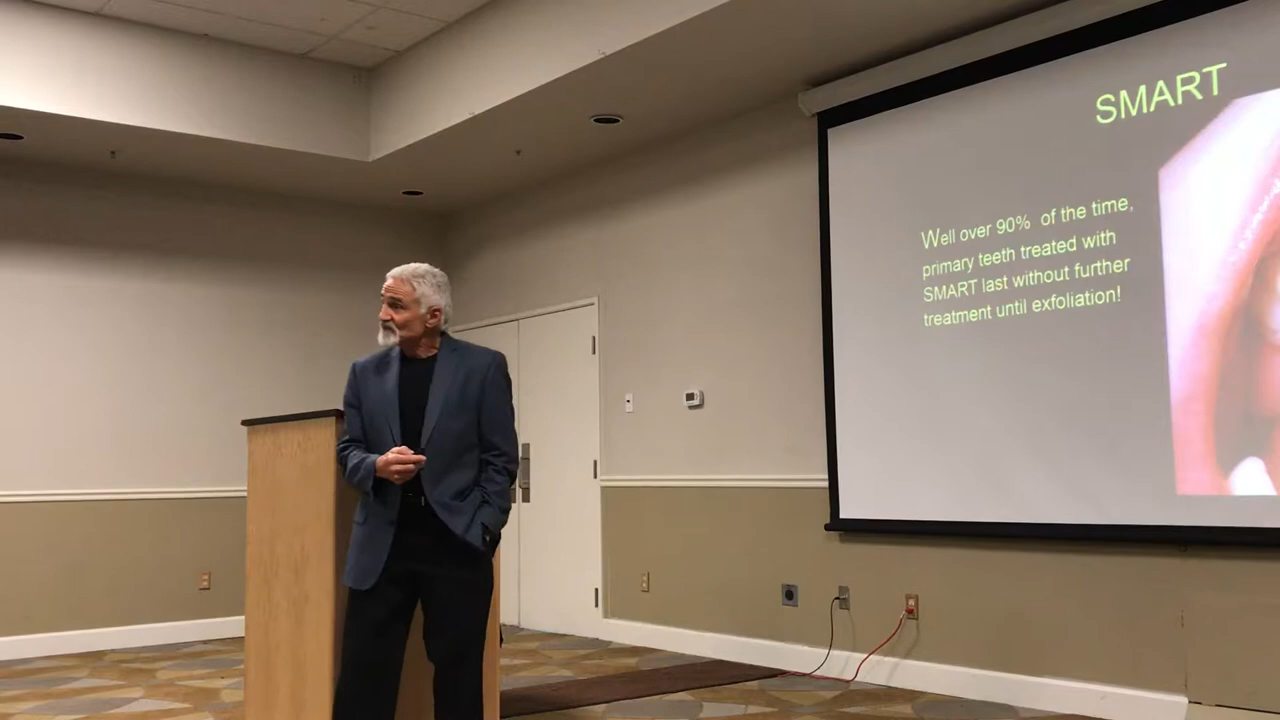 SMART
Well over 90% of the time,
primary teeth treated with
SMART last without further
treatment until exfoliation!